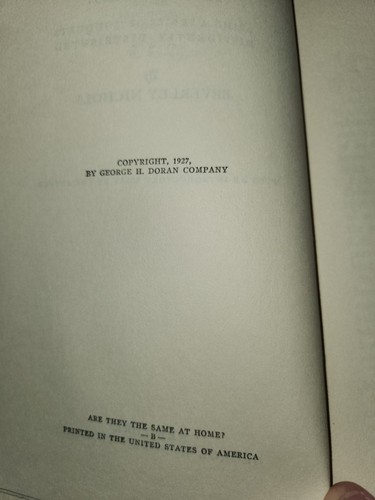 COPYRIGHT, 1927,
BY GEORGE H. DORAN COMPANY
ARE THEY THE SAME AT HOME?
— B —
PRINTED IN THE UNITED STATES OF AMERICA